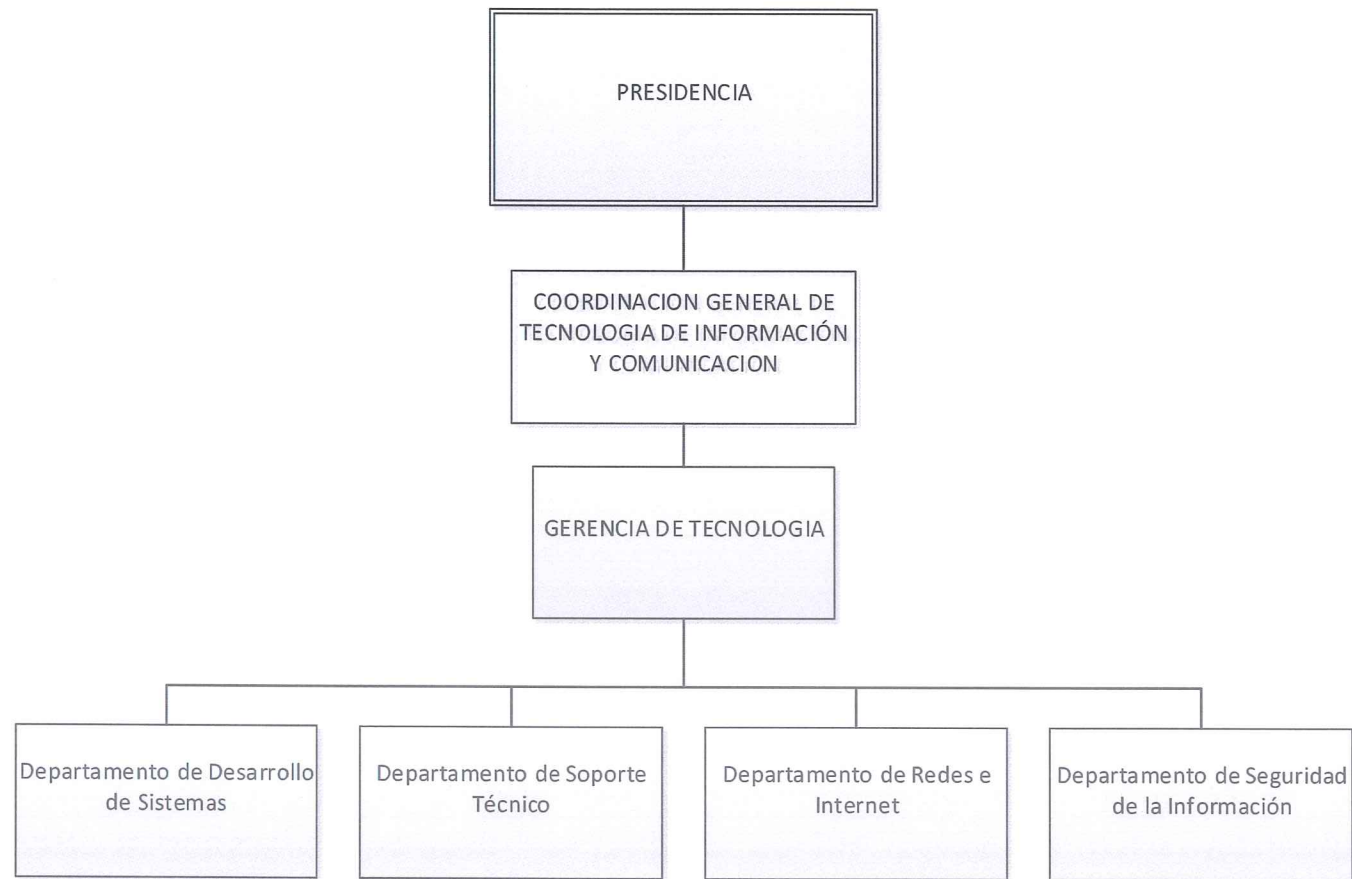 PRESIDENCIA
COORDINACION GENERAL DE
TECNOLOGIA DE INFORMACIÓN
Y COMUNICACION
GERENCIA DE TECNOLOGIA
Departamento de Desarrollo
de Sistemas
Departamento de Soporte
Técnico
Departamento de Redes e
Internet
Departamento de Seguridad
de la Información